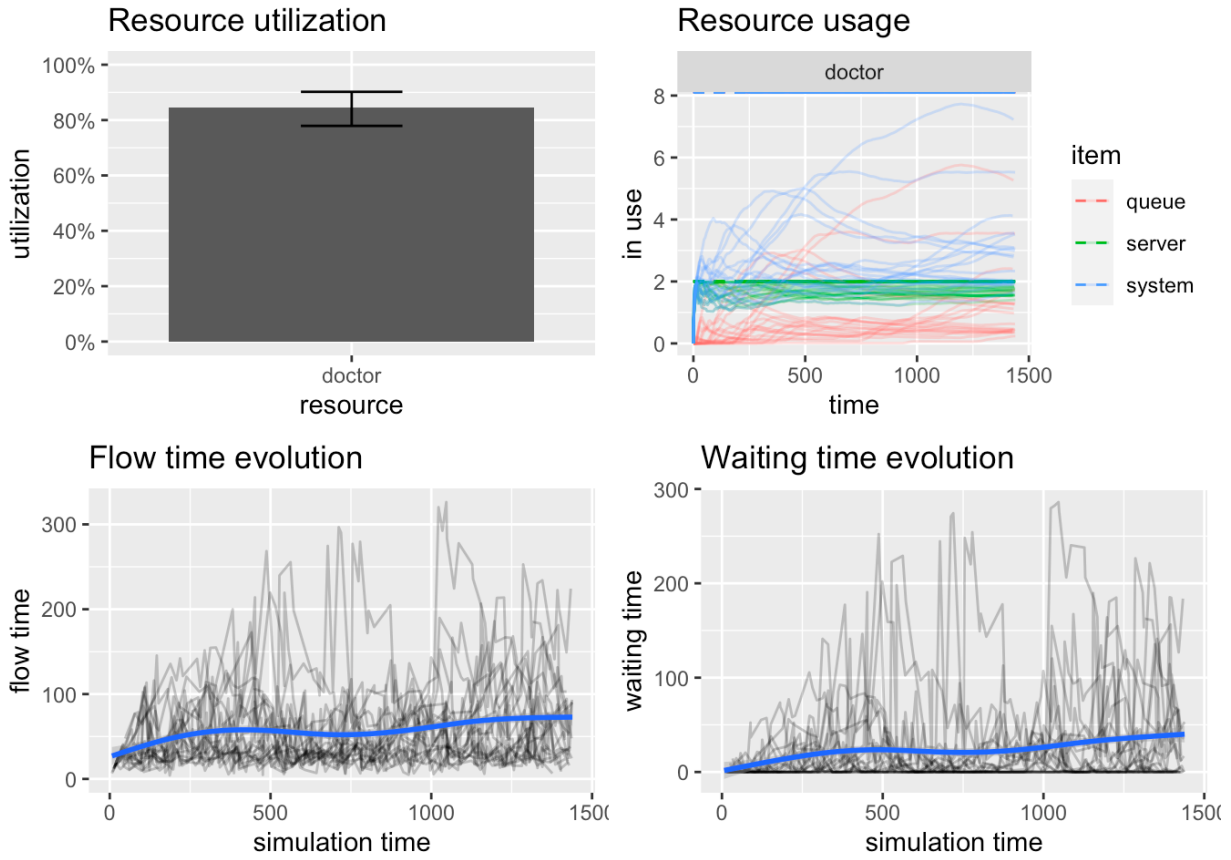 Resource utilization
100%
80%
60%
40%
20%
0%
utilization
doctor
resource
Resource usage
doctor
8
6
4
2
0
in use
0 500 1000 1500
time
item
queue
server
system
Flow time evolution
300
200
100
0
flow time
0 500 1000 1500
simulation time
Waiting time evolution
300
200
100
0
waiting time
0 500 1000 1500
simulation time